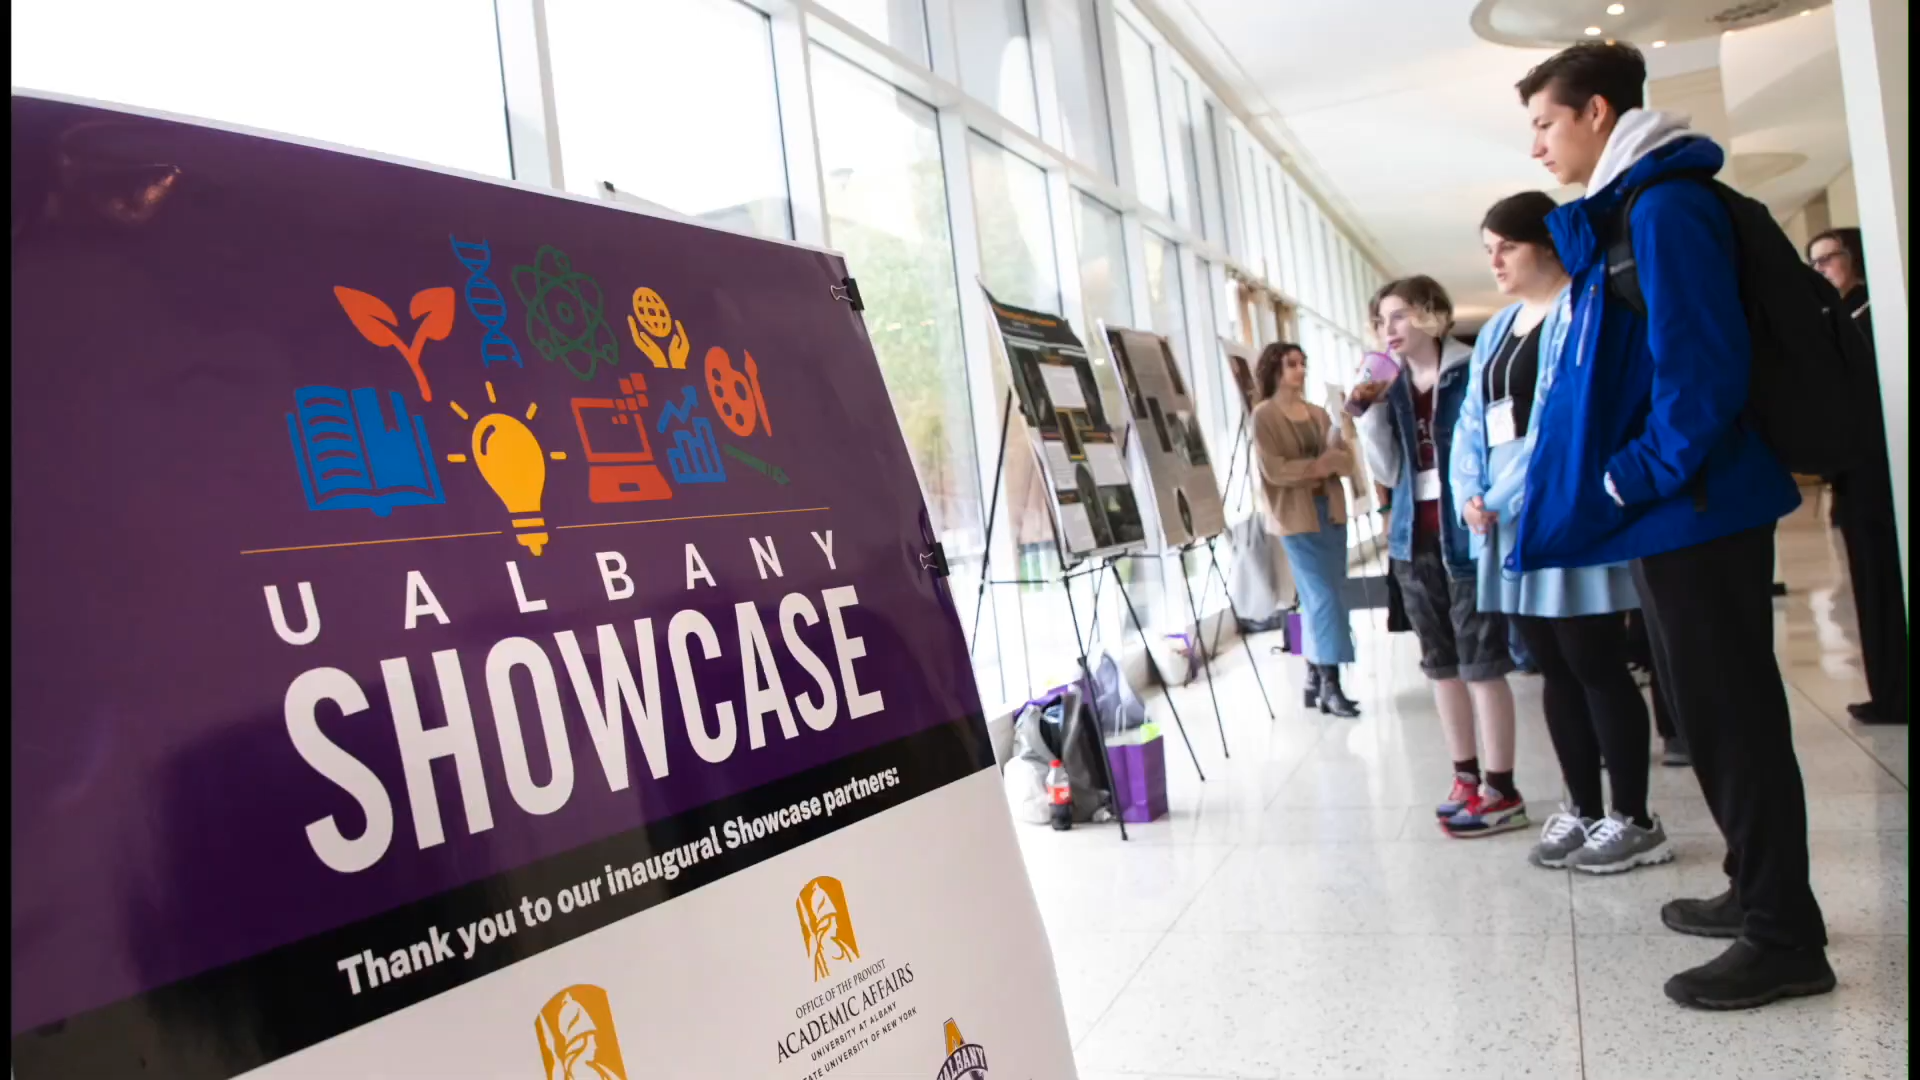 UALBANY
SHOWCASE
Thank you to our inaugural Showcase partners:
OFFICE OF THE PROVOST
ACADEMIC AFFAIRS
UNIVERSITY AT ALBANY
STATE UNIVERSITY OF NEW YORK
ALBANY